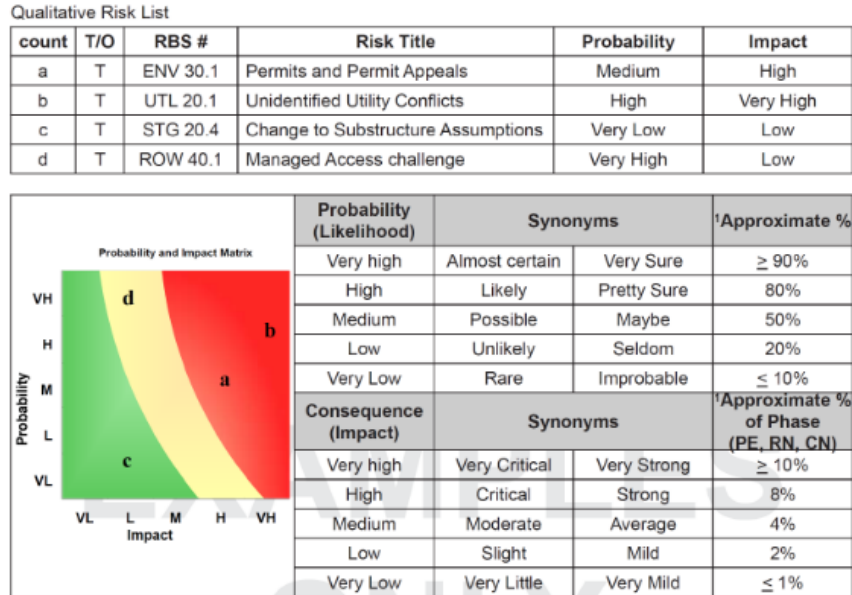 Qualitative Risk List
count T/O RBS # Risk Title Probability Impact
a T ENV 30.1 Permits and Permit Appeals Medium High
b T UTL 20.1 Unidentified Utility Conflicts High Very High
c T STG 20.4 Change to Substructure Assumptions Very Low Low
d T ROW 40.1 Managed Access challenge Very High Low
Probability and Impact Matrix
VH
H
M
L
VL
Probability
d
b
a
c
VL L M H VH
Impact
Probability
(Likelihood) Synonyms ¹Approximate %
Very high Almost certain Very Sure ≥ 90%
High Likely Pretty Sure 80%
Medium Possible Maybe 50%
Low Unlikely Seldom 20%
Very Low Rare Improbable ≤ 10%
Consequence
(Impact) Synonyms ¹Approximate %
of Phase
(PE, RN, CN)
Very high Very Critical Very Strong ≥ 10%
High Critical Strong 8%
Medium Moderate Average 4%
Low Slight Mild 2%
Very Low Very Little Very Mild ≤ 1%
EXAMPLES
ONLY